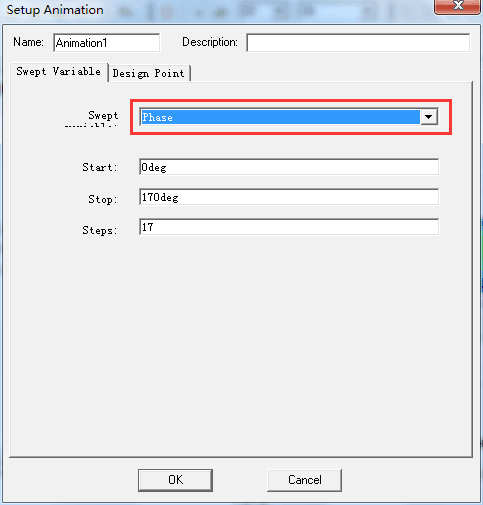 Setup Animation
Name: Animation1 Description:
Swept Variable Design Point
Swept
Phase
Start: 0deg
Stop: 170deg
Steps: 17
OK Cancel